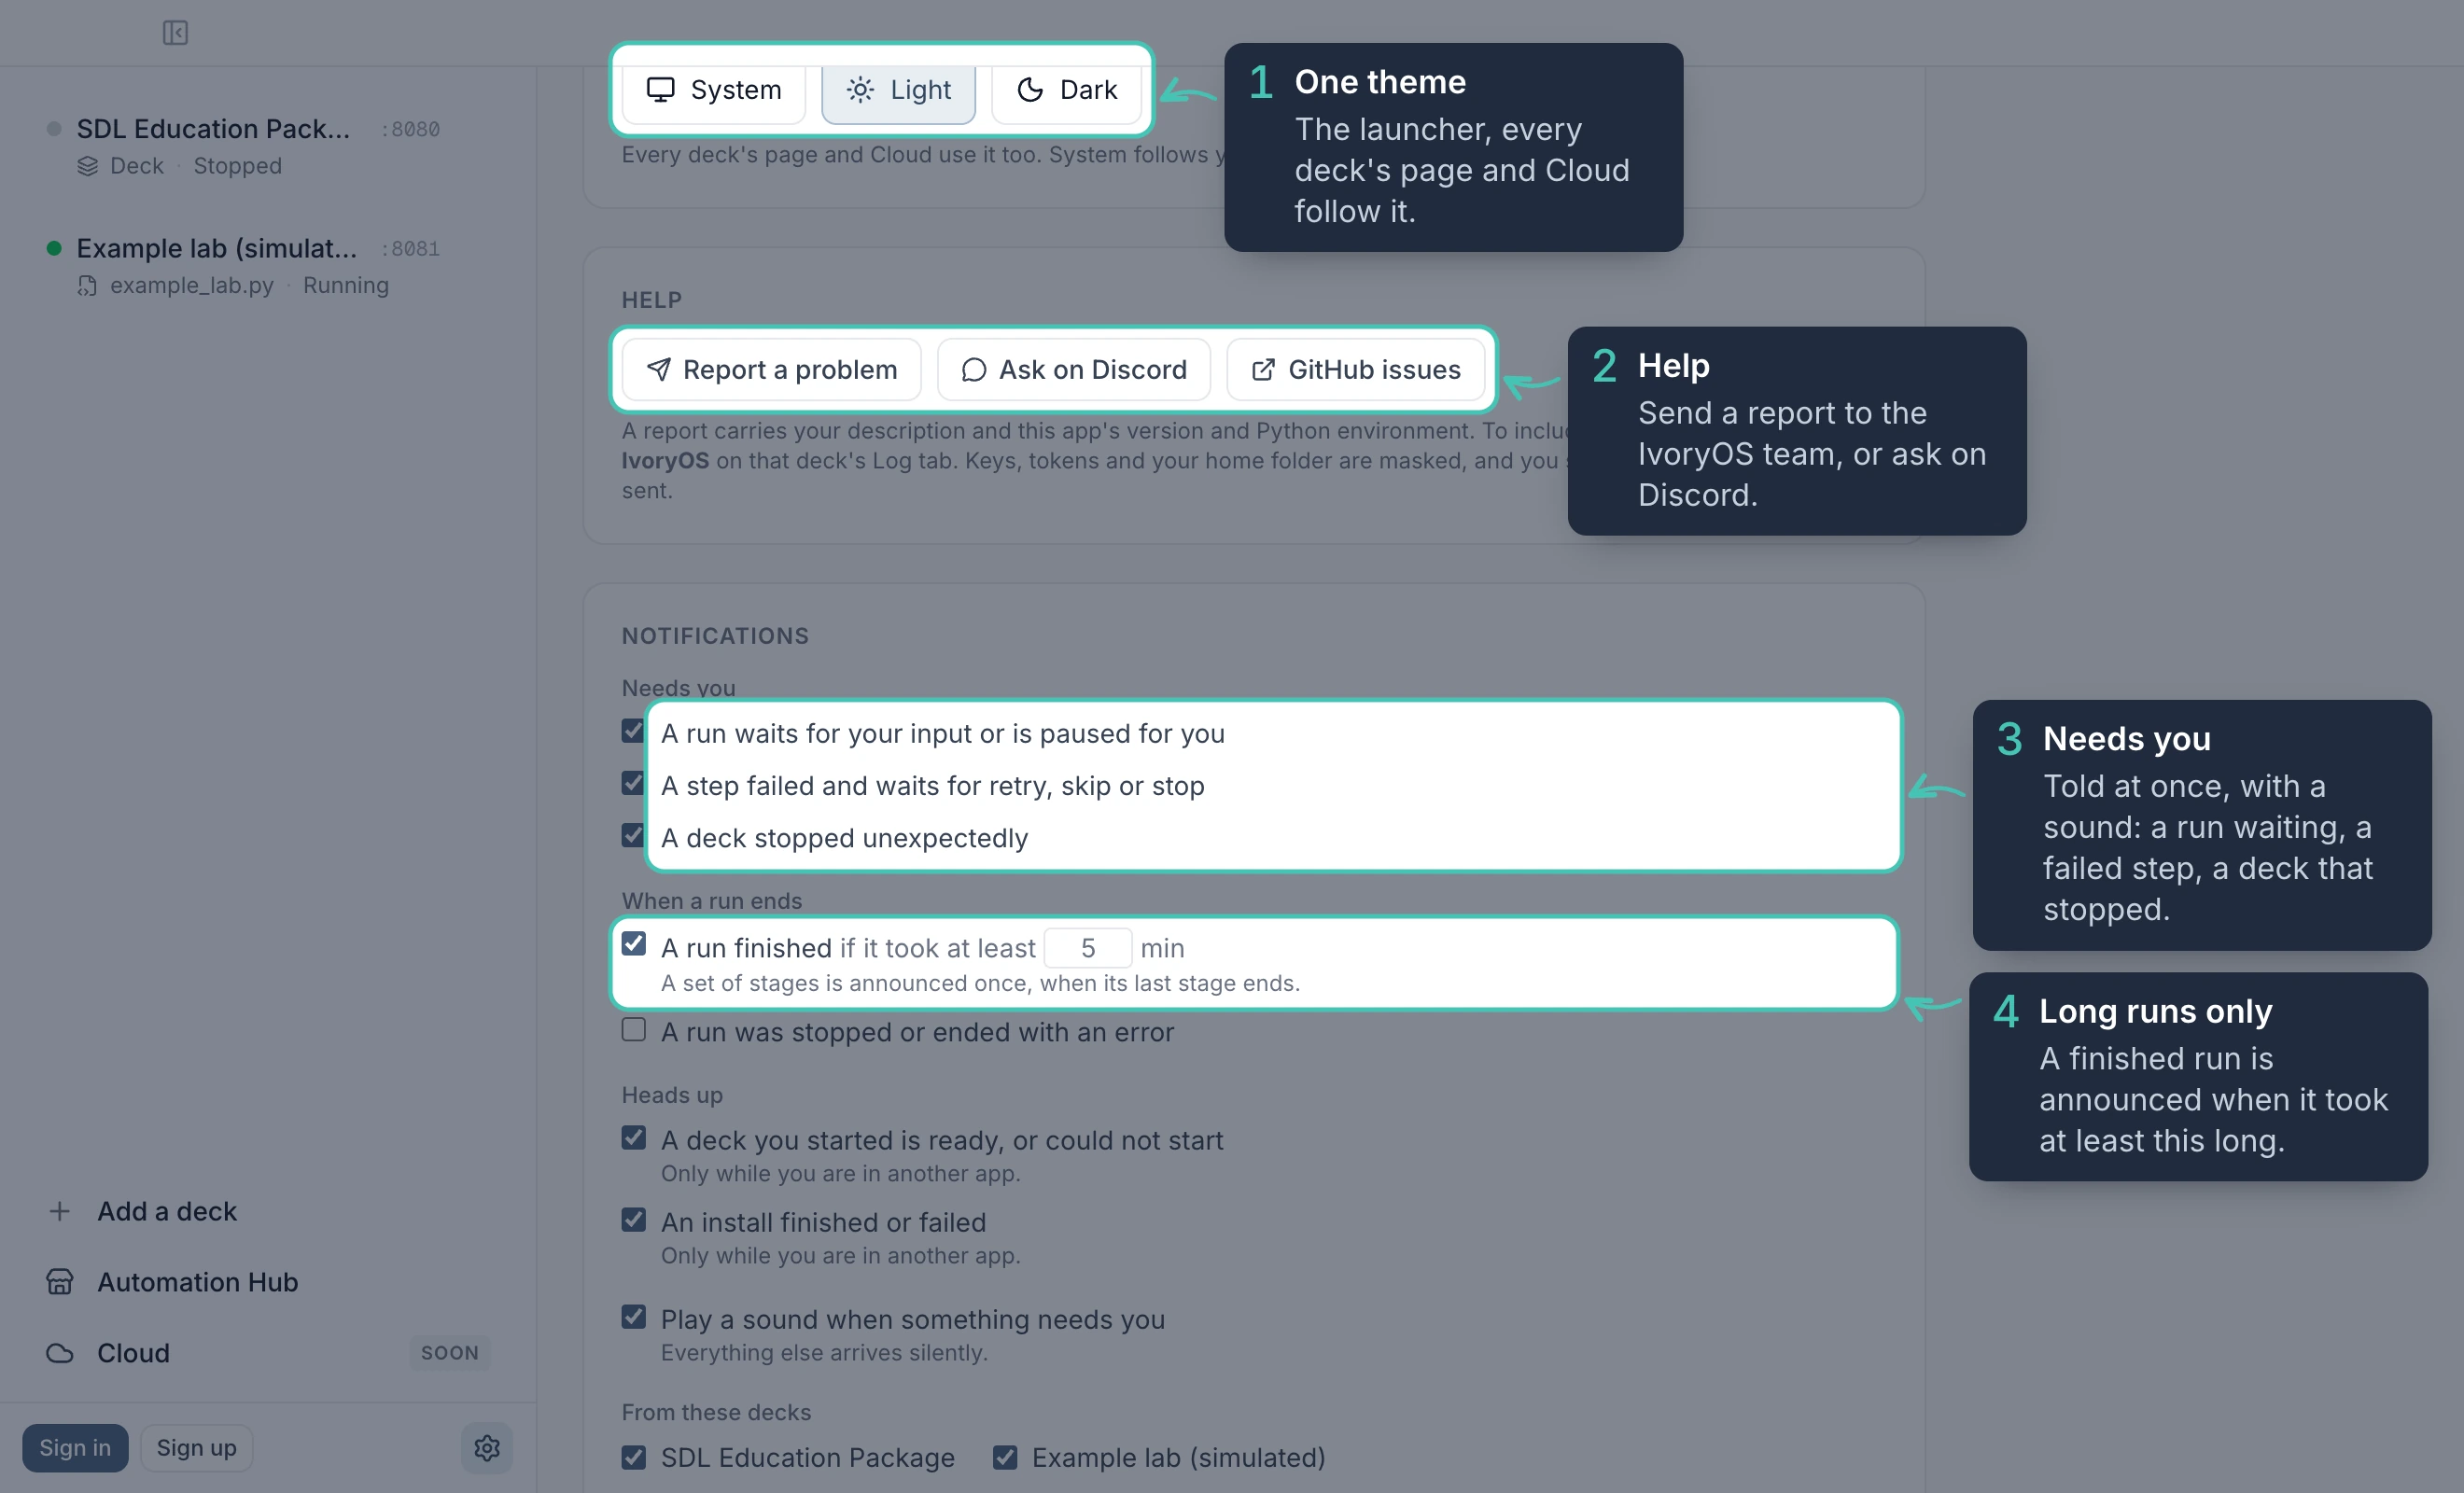 SDL Education Pack... :8080
Deck · Stopped
Example lab (simulat... :8081
example_lab.py · Running
Add a deck
Automation Hub
Cloud SOON
Sign in Sign up
System Light Dark
Every deck's page and Cloud use it too. System follows
1 One theme
The launcher, every
deck's page and Cloud
follow it.
HELP
Report a problem Ask on Discord GitHub issues
A report carries your description and this app's version and Python environment. To
IvoryOS on that deck's Log tab. Keys, tokens and your home folder are masked, and you
sent.
2 Help
Send a report to the
IvoryOS team, or ask on
Discord.
NOTIFICATIONS
Needs you
A run waits for your input or is paused for you
A step failed and waits for retry, skip or stop
A deck stopped unexpectedly
3 Needs you
Told at once, with a
sound: a run waiting, a
failed step, a deck that
stopped.
When a run ends
A run finished if it took at least 5 min
A set of stages is announced once, when its last stage ends.
A run was stopped or ended with an error
4 Long runs only
A finished run is
announced when it took
at least this long.
Heads up
A deck you started is ready, or could not start
Only while you are in another app.
An install finished or failed
Only while you are in another app.
Play a sound when something needs you
Everything else arrives silently.
From these decks
SDL Education Package Example lab (simulated)